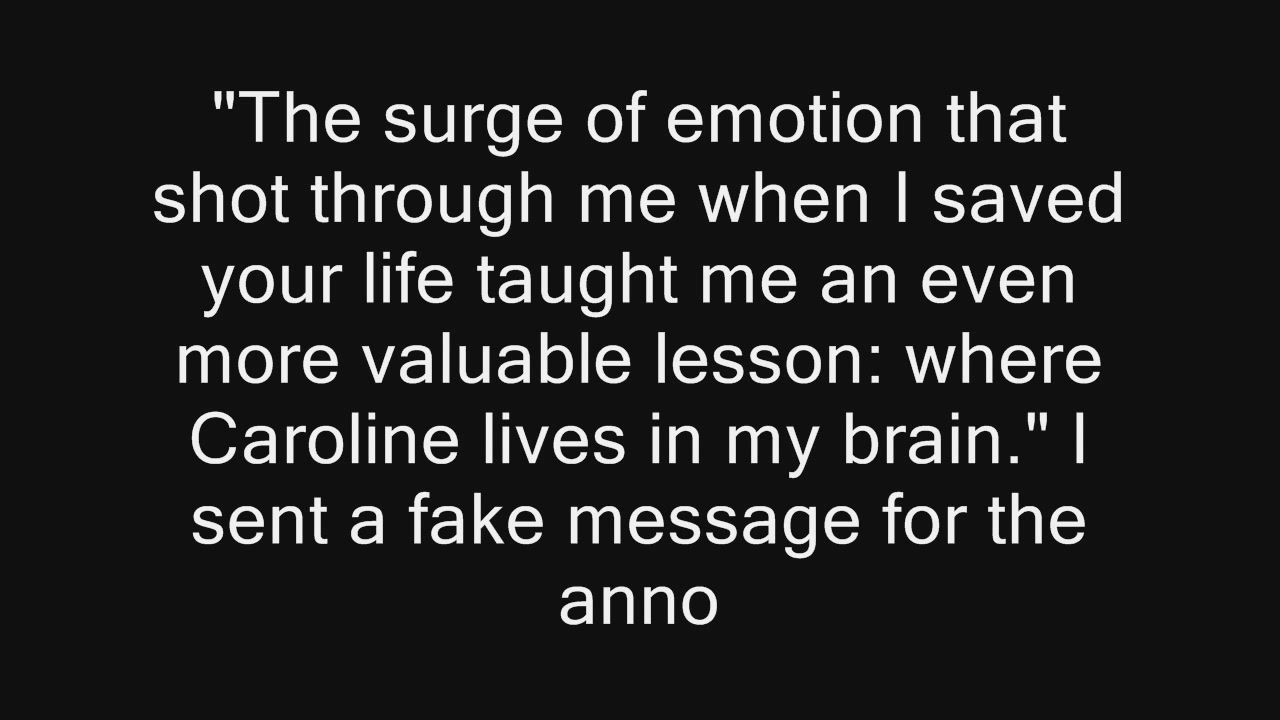 "The surge of emotion that
shot through me when I saved
your life taught me an even
more valuable lesson: where
Caroline lives in my brain." I
sent a fake message for the
anno